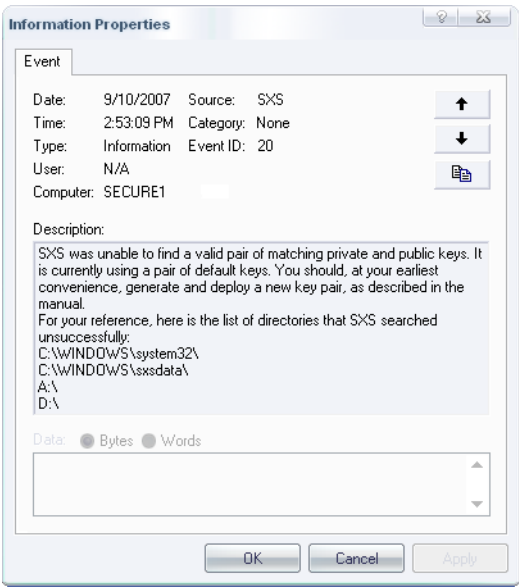 Information Properties
Event
Date: 9/10/2007 Source: SXS
Time: 2:53:09 PM Category: None
Type: Information Event ID: 20
User: N/A
Computer: SECURE1
Description:
SXS was unable to find a valid pair of matching private and public keys. It
is currently using a pair of default keys. You should, at your earliest
convenience, generate and deploy a new key pair, as described in the
manual.
For your reference, here is the list of directories that SXS searched
unsuccessfully:
C:\WINDOWS\system32\
C:\WINDOWS\sxsdata\
A:\
D:\
Data: Bytes Words
OK Cancel Apply